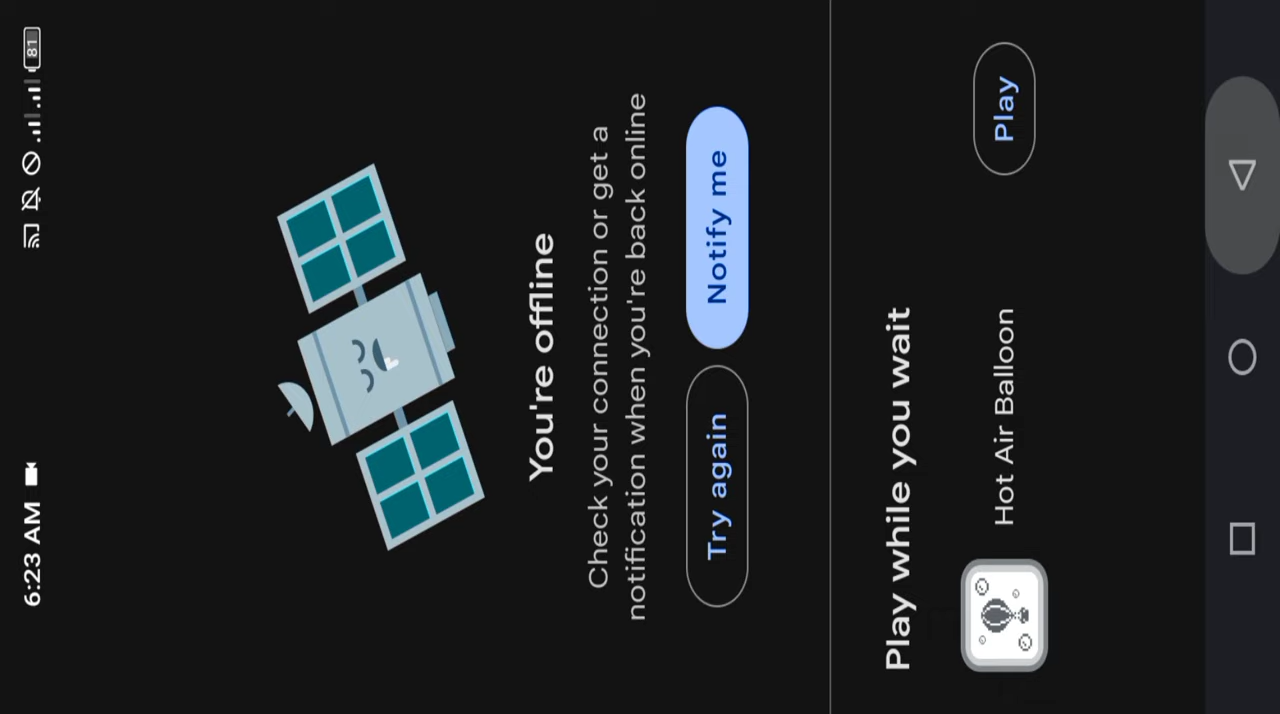 6:23 AM
81
You're offline
Check your connection or get a
notification when you're back online
Try again
Notify me
Play while you wait
Hot Air Balloon
Play